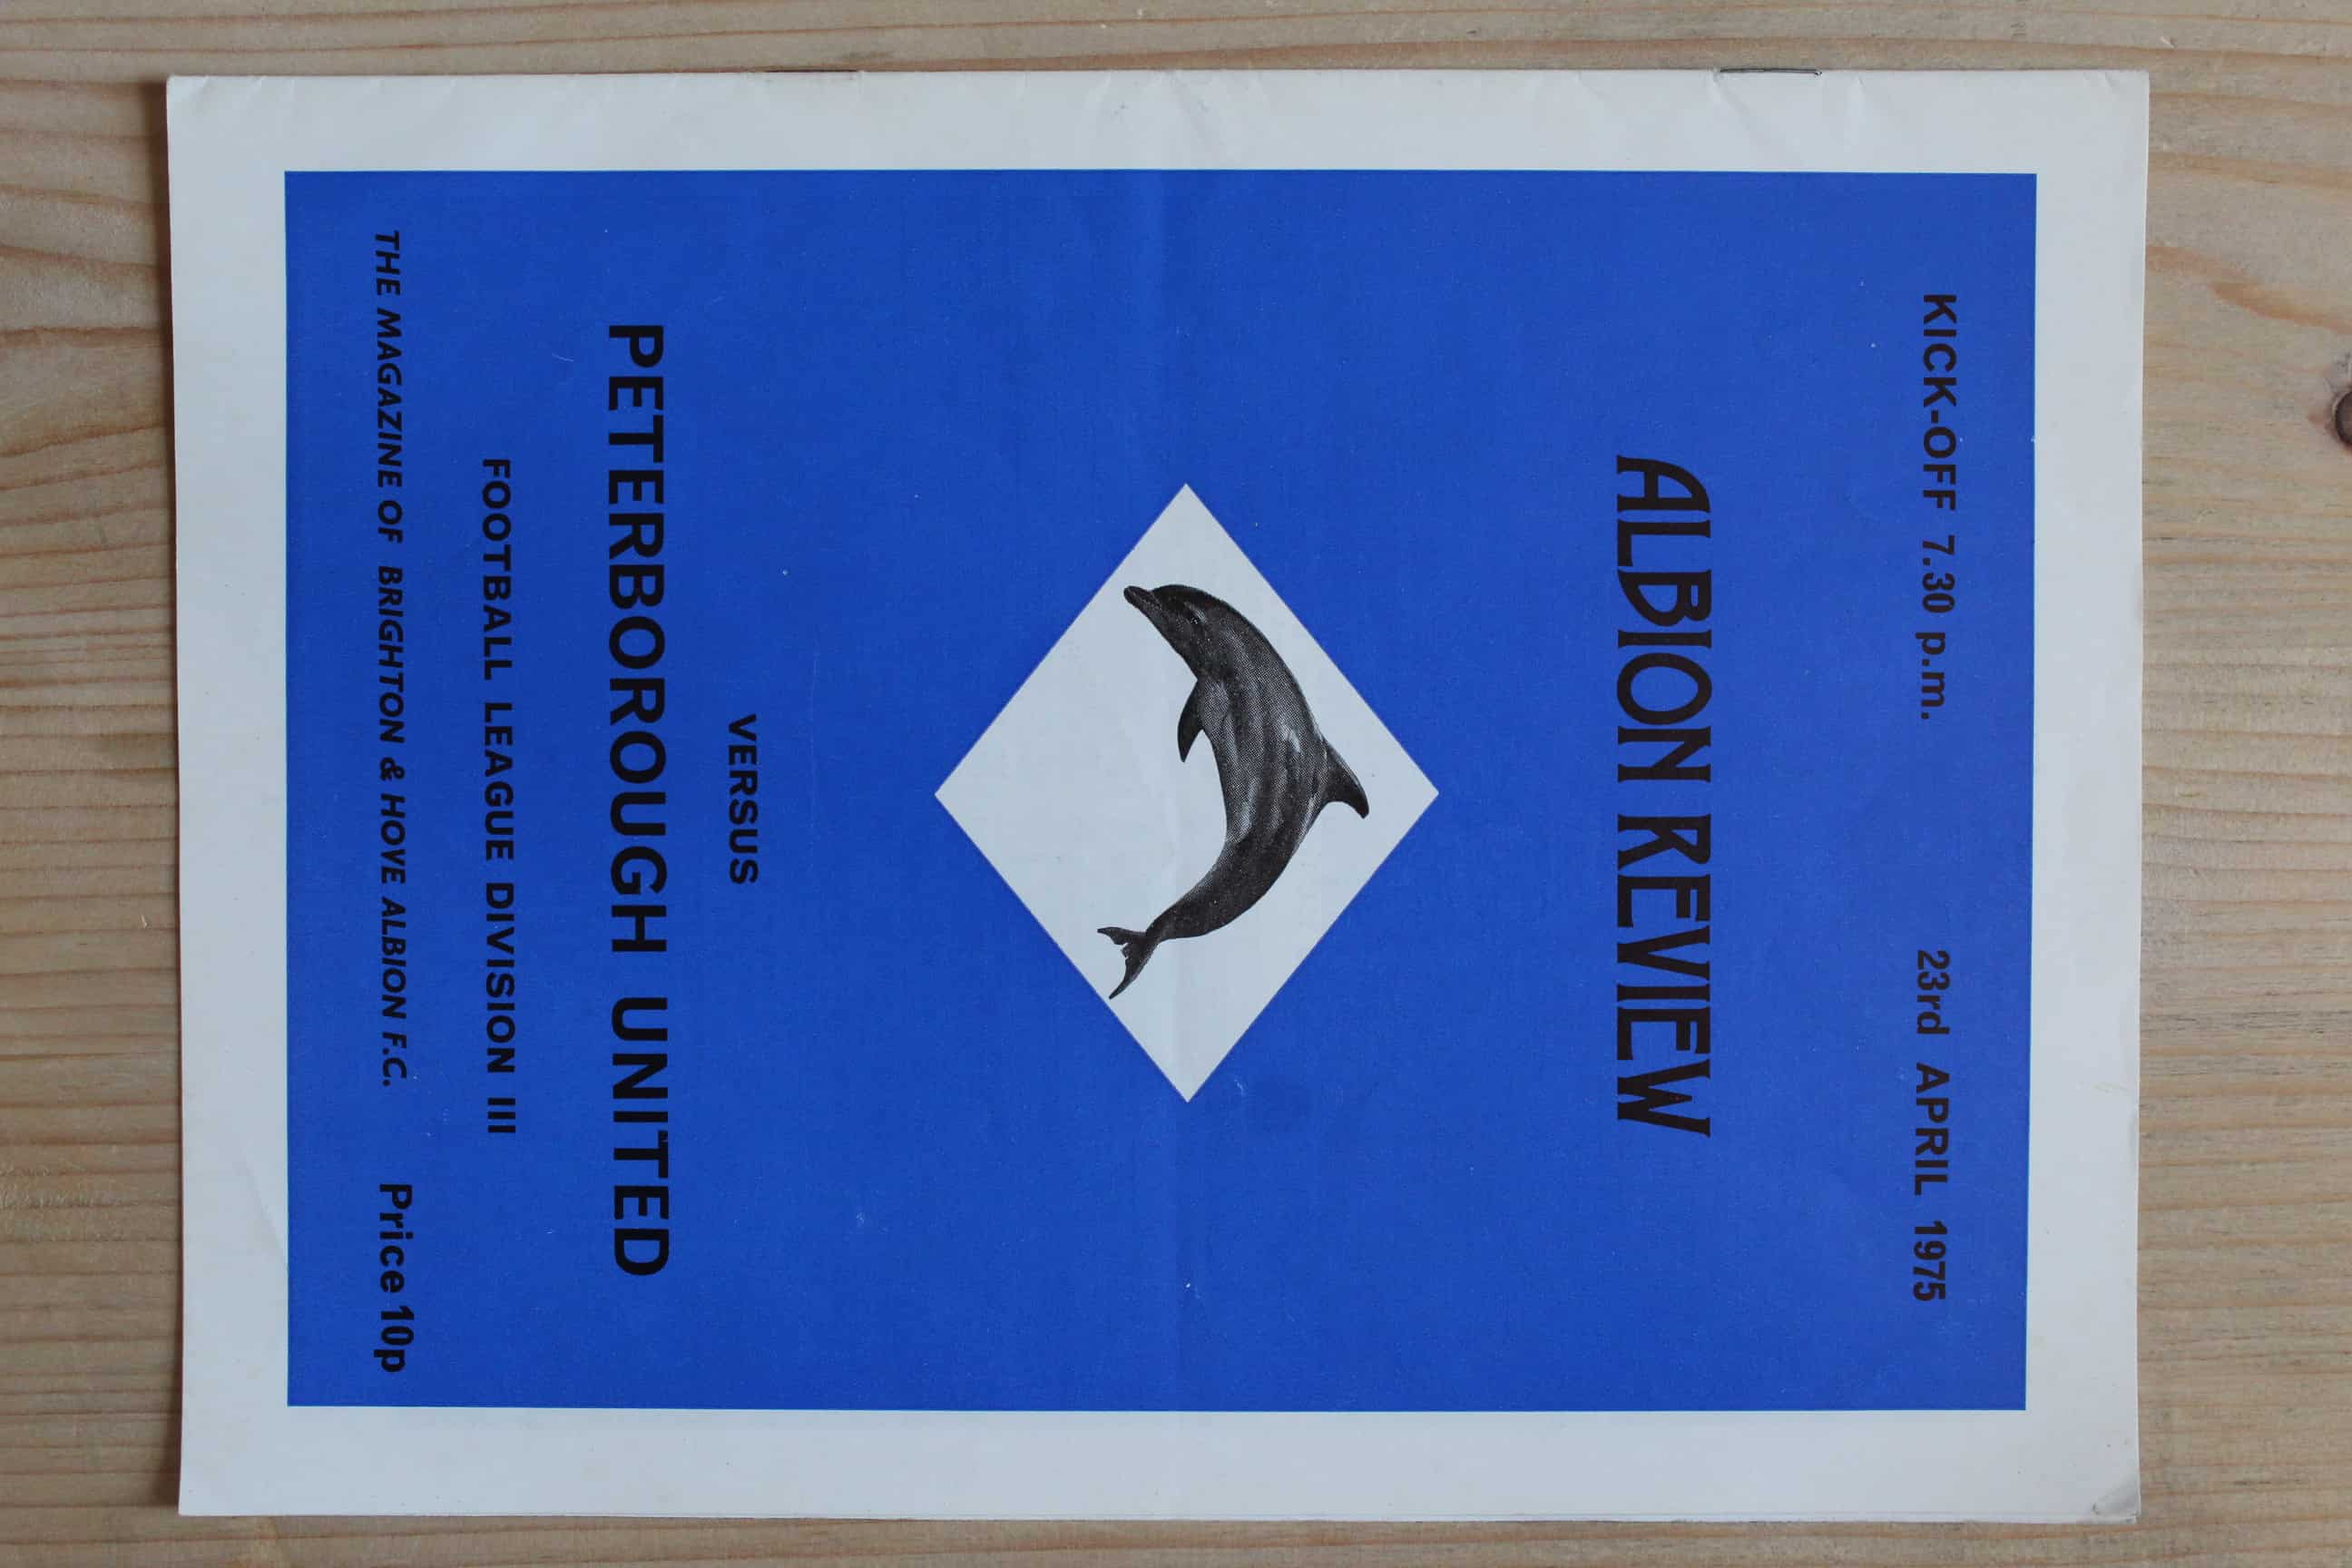 KICK-OFF 7.30 p.m. 23rd APRIL 1975
ALBION REVIEW
VERSUS
PETERBOROUGH UNITED
FOOTBALL LEAGUE DIVISION III
THE MAGAZINE OF BRIGHTON & HOVE ALBION F.C. Price 10p